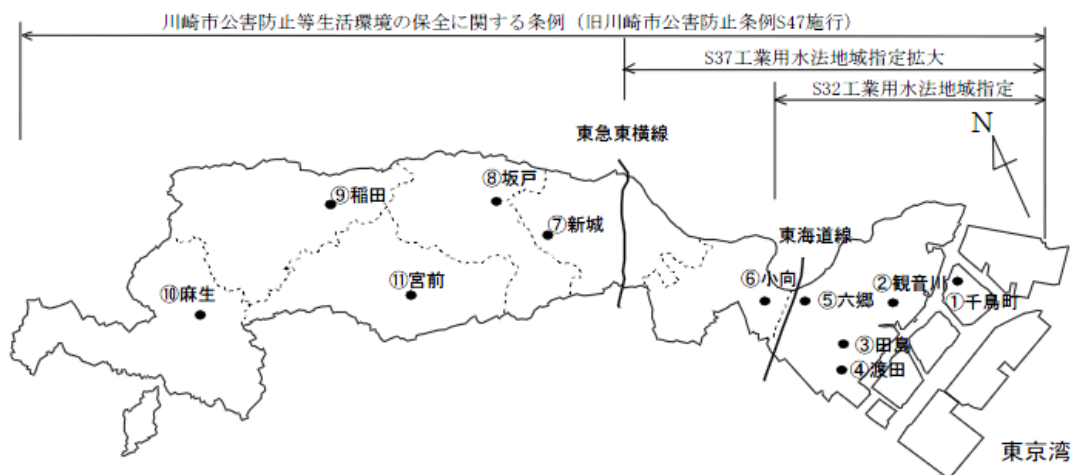 川崎市公害防止等生活環境の保全に関する条例（旧川崎市公害防止条例S47施行）
S37工業用水法地域指定拡大
S32工業用水法地域指定
N
東急東横線
⑧坂戸
⑨稲田
⑦新城
東海道線
⑥小向
②観音川
⑩麻生
⑪宮前
⑤六郷
①千鳥町
③田島
④渡田
東京湾